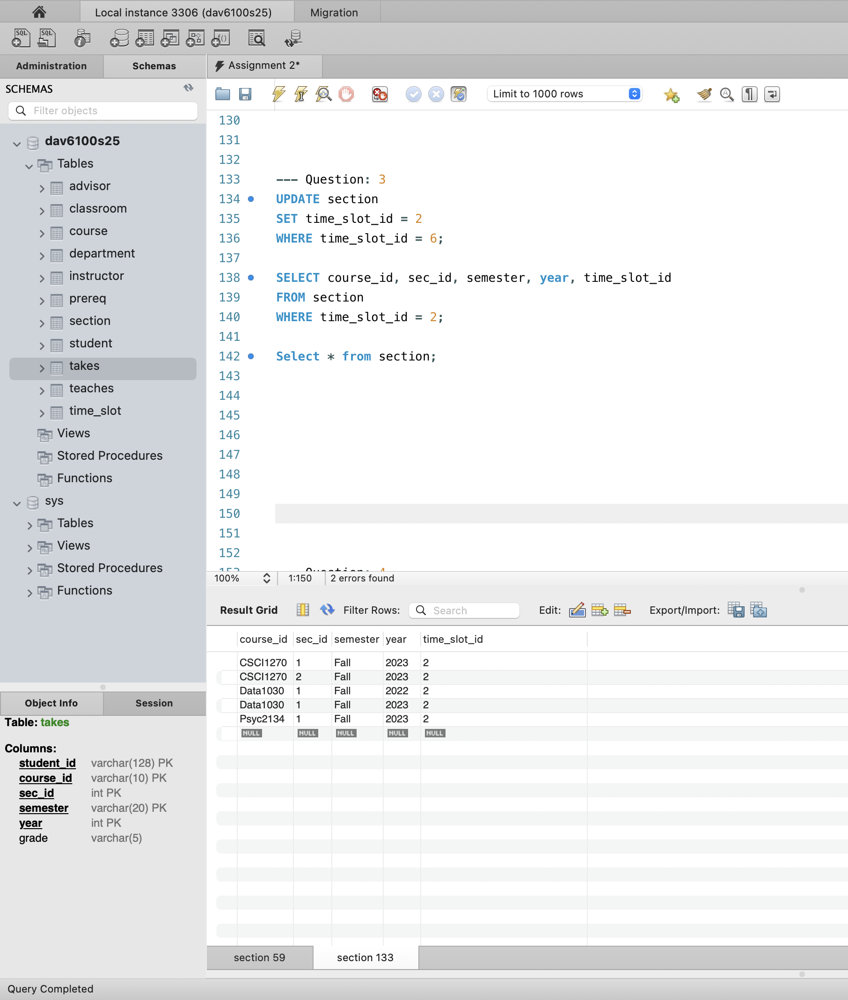 Local instance 3306 (dav6100s25)
Migration
SQL
SQL
f()
Administration
Schemas
Assignment 2*
SCHEMAS
Limit to 1000 rows
Filter objects
dav6100s25
Tables
advisor
classroom
course
department
instructor
prereq
section
student
takes
teaches
time_slot
Views
Stored Procedures
Functions
sys
Tables
Views
Stored Procedures
Functions
130
131
132
133 --- Question: 3
134 UPDATE section
135 SET time_slot_id = 2
136 WHERE time_slot_id = 6;
137
138 SELECT course_id, sec_id, semester, year, time_slot_id
139 FROM section
140 WHERE time_slot_id = 2;
141
142 Select * from section;
143
144
145
146
147
148
149
150
151
152
153 Question: 4
100% 1:150 2 errors found
Result Grid Filter Rows: Search Edit: Export/Import:
course_id sec_id semester year time_slot_id
CSCI1270 1 Fall 2023 2
CSCI1270 2 Fall 2023 2
Data1030 1 Fall 2022 2
Data1030 1 Fall 2023 2
Psyc2134 1 Fall 2023 2
NULL NULL NULL NULL NULL
section 59 section 133
Object Info Session
Table: takes
Columns:
student_id varchar(128) PK
course_id varchar(10) PK
sec_id int PK
semester varchar(20) PK
year int PK
grade varchar(5)
Query Completed